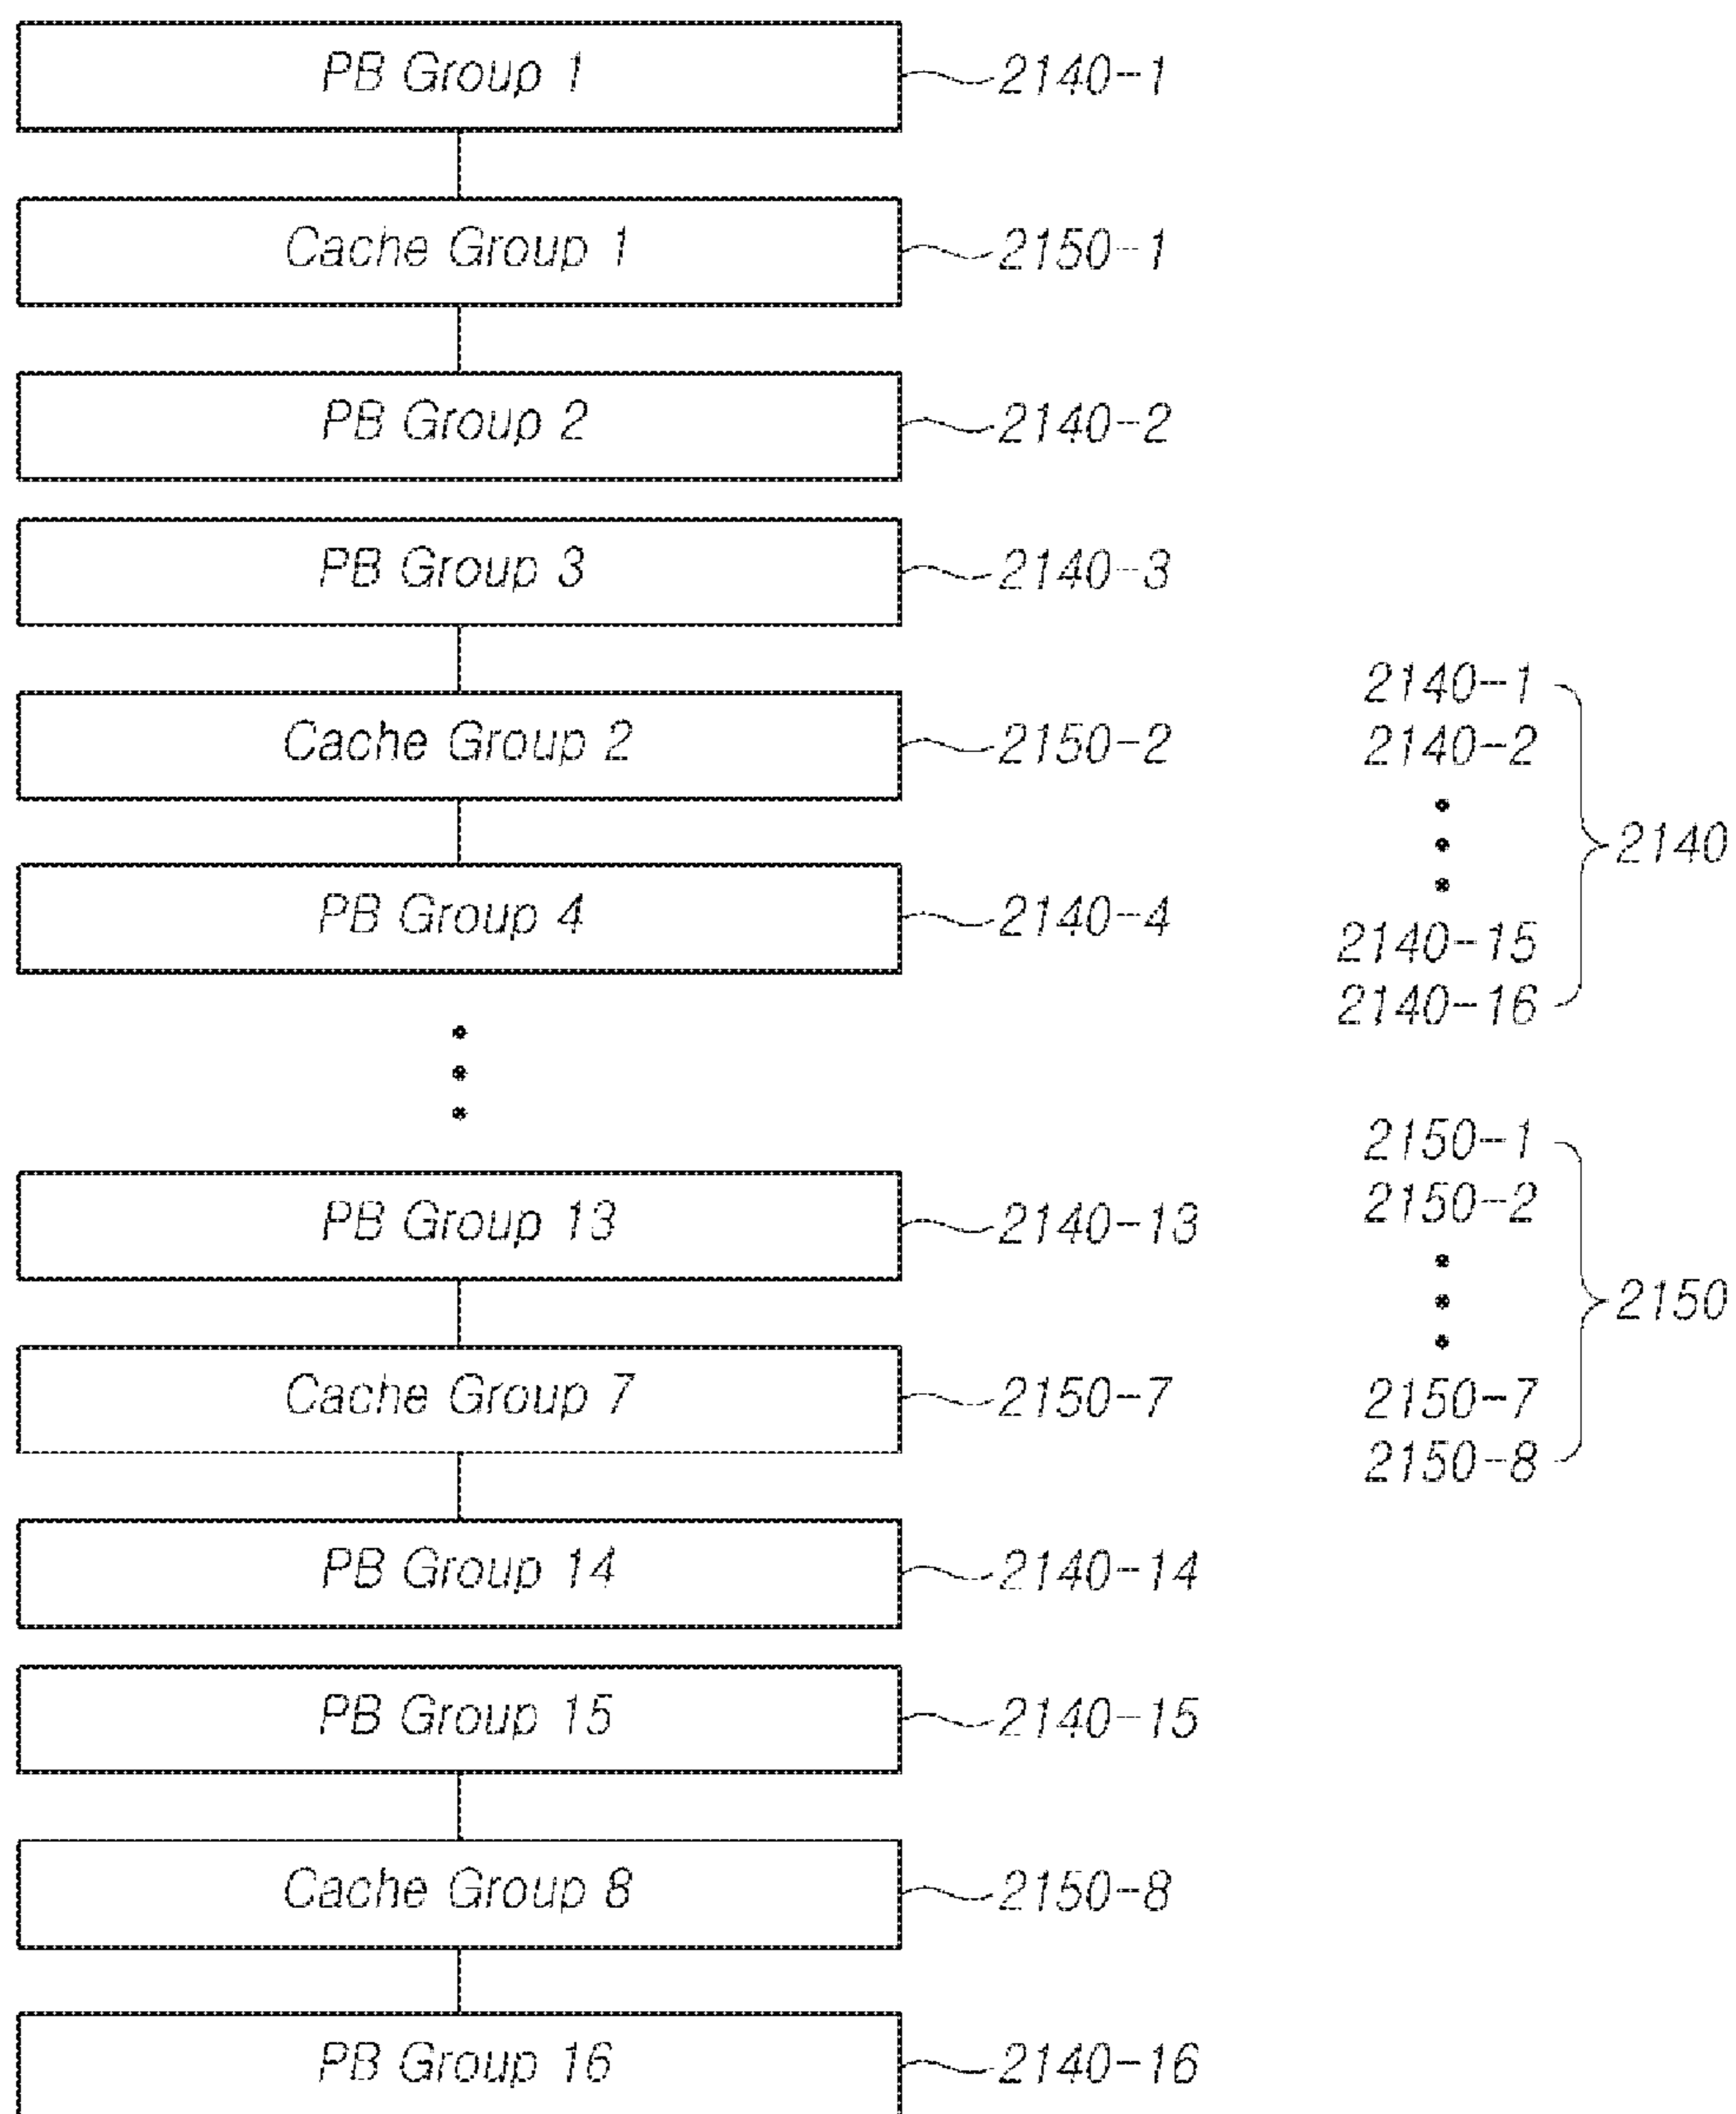 PB Group 1 2140-1
Cache Group 1 2150-1
PB Group 2 2140-2
PB Group 3 2140-3
Cache Group 2 2150-2
PB Group 4 2140-4
PB Group 13 2140-13
Cache Group 7 2150-7
PB Group 14 2140-14
PB Group 15 2140-15
Cache Group 8 2150-8
PB Group 16 2140-16
2140-1
2140-2
2140-15
2140-16
2140
2150-1
2150-2
2150-7
2150-8
2150